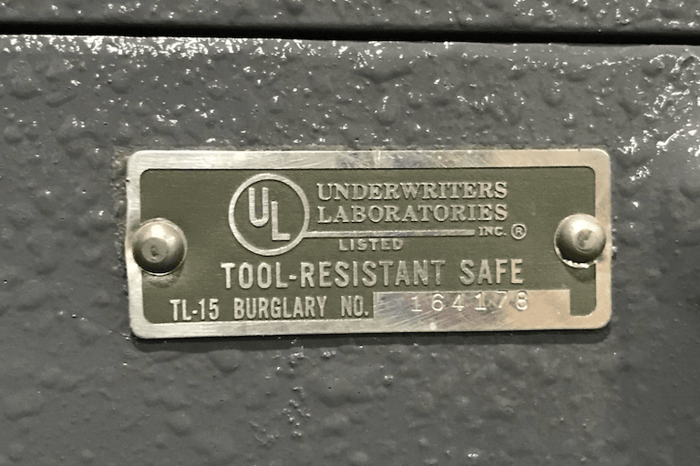 UL UNDERWRITERS
LABORATORIES
INC. ®
LISTED
TOOL-RESISTANT SAFE
TL-15 BURGLARY NO. 164178